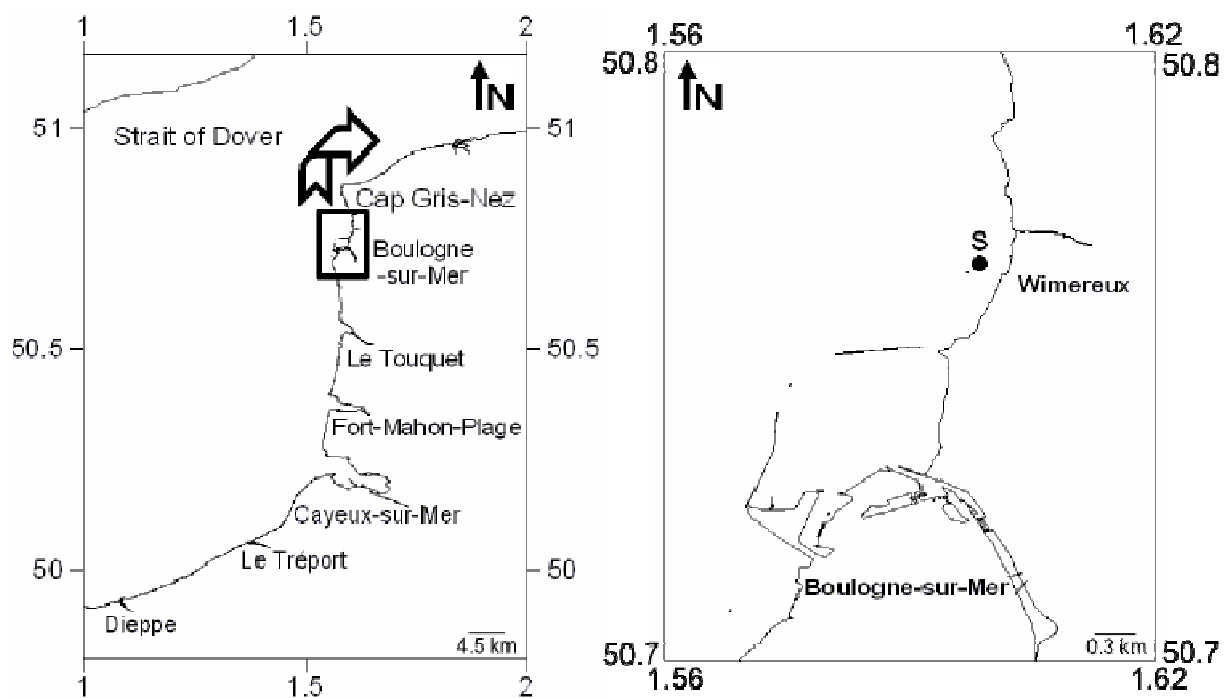 1 1.5 2
N
51 51
Strait of Dover
Cap Gris-Nez
Boulogne
-sur-Mer
50.5 50.5
Le Touquet
Fort-Mahon-Plage
Cayeux-sur-Mer
50 50
Le Tréport
Dieppe
4.5 km
1 1.5 2
1.56 1.62
50.8 50.8
N
S
Wimereux
Boulogne-sur-Mer
0.3 km
50.7 50.7
1.56 1.62